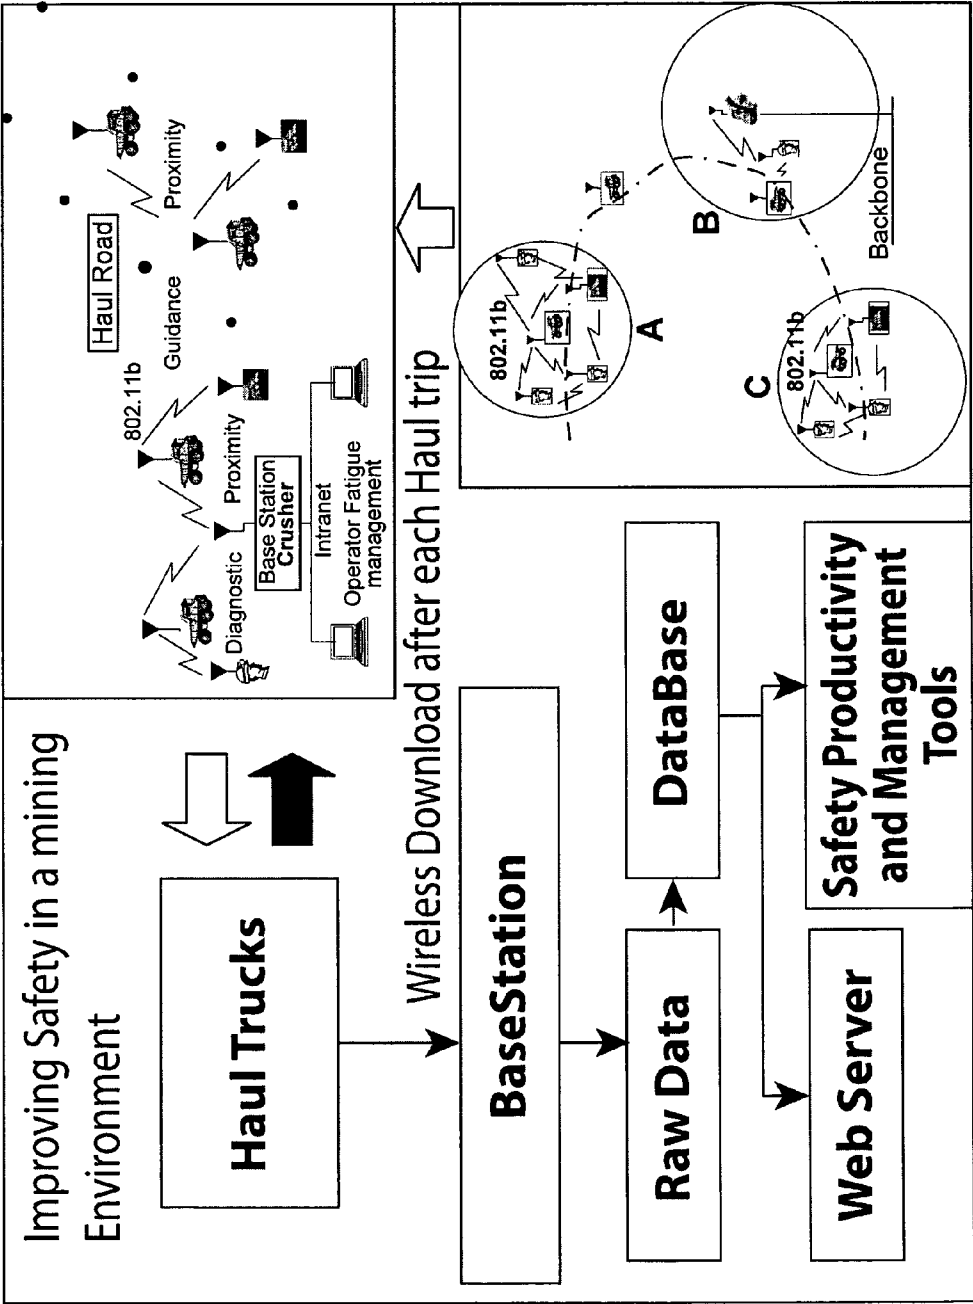 Improving Safety in a mining
Environment
Haul Trucks
Wireless Download after each Haul trip
BaseStation
Raw Data
DataBase
Web Server
Safety Productivity
and Management
Tools
802.11b
Haul Road
Diagnostic
Proximity
Guidance
Proximity
Base Station
Crusher
Intranet
Operator Fatigue
management
802.11b
A
B
C
802.11b
Backbone